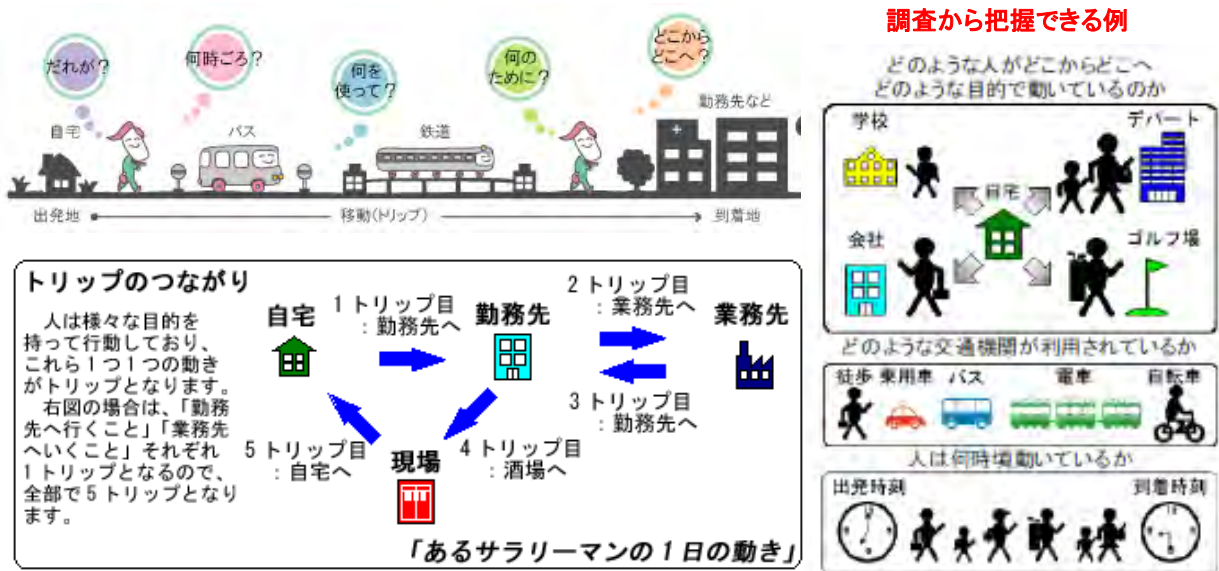 だれが?
何時ごろ?
何を
使って?
何の
ために?
どこから
どこへ?
自宅
バス
鉄道
勤務先など
出発地
移動(トリップ)
到着地
トリップのつながり
人は様々な目的を
持って行動しており、
これら1つ1つの動き
がトリップとなります。
右図の場合は、「勤務
先へ行くこと」「業務先
へいくこと」それぞれ
1トリップとなるので、
全部で5トリップとなり
ます。
自宅
1トリップ目
:勤務先へ
勤務先
2トリップ目
:業務先へ
業務先
3トリップ目
:勤務先へ
4トリップ目
:酒場へ
現場
5トリップ目
:自宅へ
「あるサラリーマンの1日の動き」
調査から把握できる例
どのような人がどこからどこへ
どのような目的で動いているのか
学校
デパート
自宅
会社
ゴルフ場
どのような交通機関が利用されているか
徒歩 乗用車 バス 電車 自転車
人は何時頃動いているか
出発時刻
到着時刻